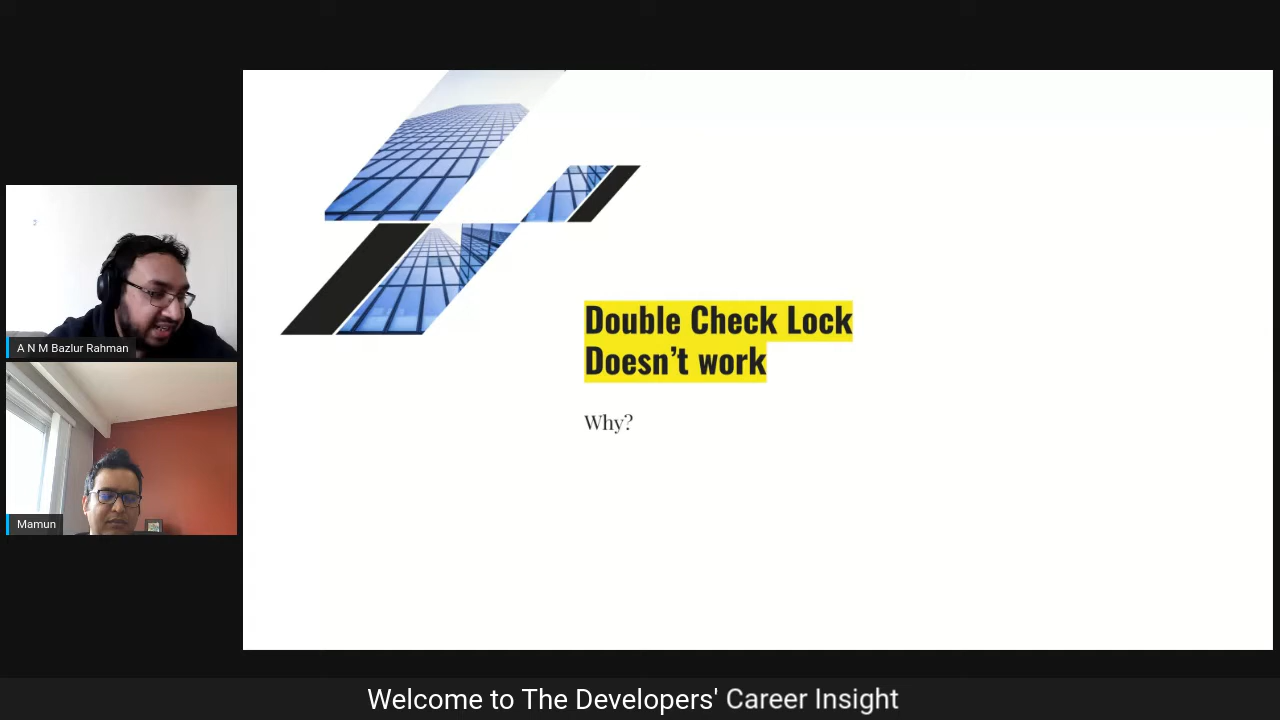 Double Check Lock
Doesn’t work
Why?
A N M Bazlur Rahman
Mamun
Welcome to The Developers' Career Insight